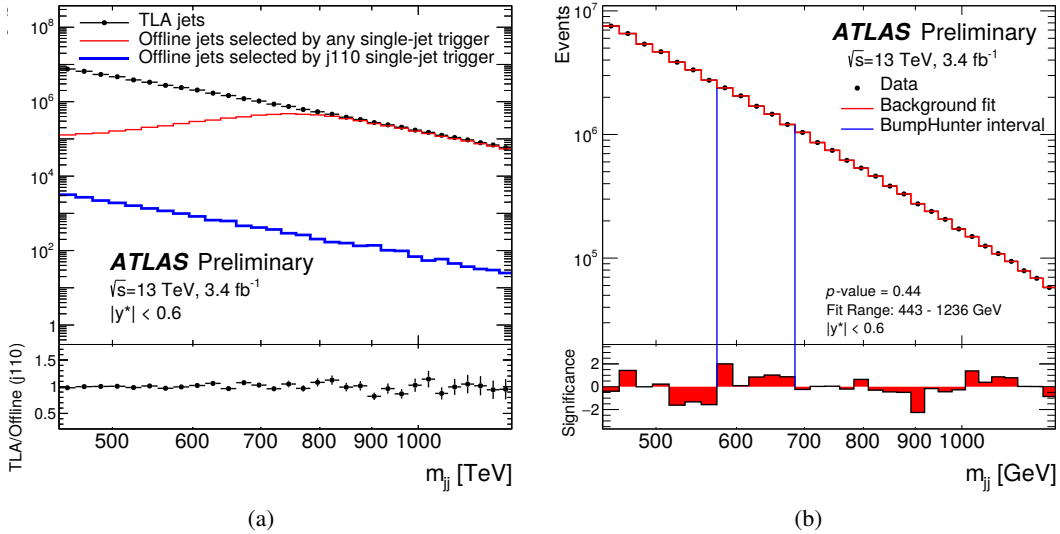 TLA jets
Offline jets selected by any single-jet trigger
Offline jets selected by j110 single-jet trigger
10⁸
10⁶
10⁴
10²
1
ATLAS Preliminary
√s=13 TeV, 3.4 fb⁻¹
|y*| < 0.6
TLA/Offline (j110)
1.5
1
0.5
500 600 700 800 900 1000
m_jj [TeV]
(a)
Events
10⁷
10⁶
10⁵
ATLAS Preliminary
√s=13 TeV, 3.4 fb⁻¹
Data
Background fit
BumpHunter interval
p-value = 0.44
Fit Range: 443 - 1236 GeV
|y*| < 0.6
Significance
2
0
−2
500 600 700 800 900 1000
m_jj [GeV]
(b)